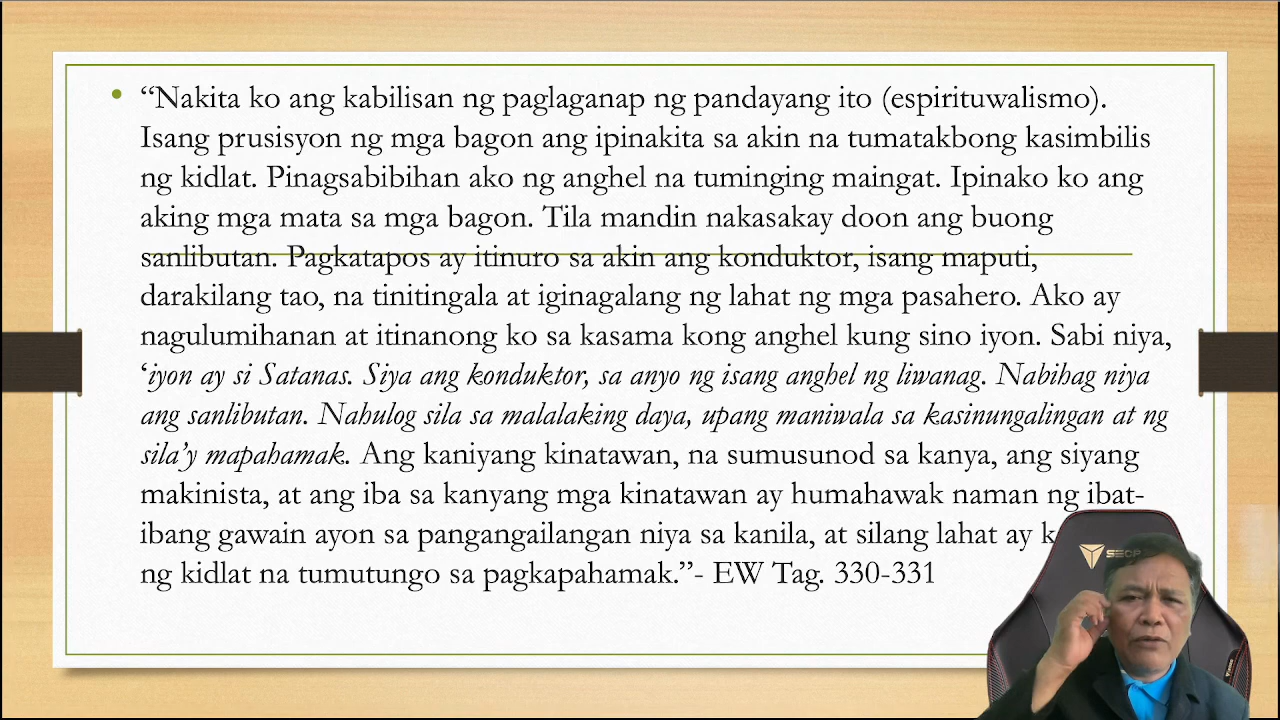 • “Nakita ko ang kabilisan ng paglaganap ng pandayang ito (espirituwalismo).
Isang prusisyon ng mga bagon ang ipinakita sa akin na tumatakbong kasimbilis
ng kidlat. Pinagsabibihan ako ng anghel na tuminging maingat. Ipinako ko ang
aking mga mata sa mga bagon. Tila mandin nakasakay doon ang buong
sanlibutan. Pagkatapos ay itinuro sa akin ang konduktor, isang maputi,
darakilang tao, na tinitingala at iginagalang ng lahat ng mga pasahero. Ako ay
nagulumihanan at itinanong ko sa kasama kong anghel kung sino iyon. Sabi niya,
‘iyon ay si Satanas. Siya ang konduktor, sa anyo ng isang anghel ng liwanag. Nabihag niya
ang sanlibutan. Nahulog sila sa malalaking daya, upang maniwala sa kasinungalingan at ng
sila’y mapahamak. Ang kaniyang kinatawan, na sumusunod sa kanya, ang siyang
makinista, at ang iba sa kanyang mga kinatawan ay humahawak naman ng ibat-
ibang gawain ayon sa pangangailangan niya sa kanila, at silang lahat ay
ng kidlat na tumutungo sa pagkapahamak.”- EW Tag. 330-331